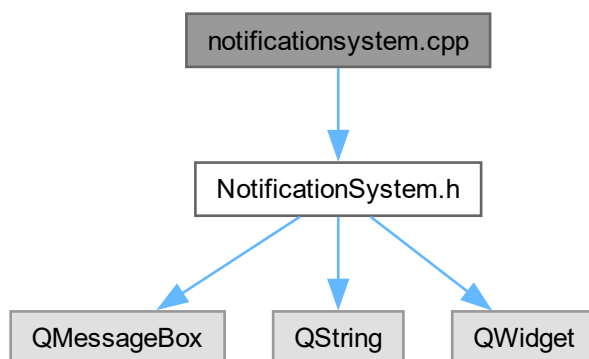 notificationsystem.cpp
NotificationSystem.h
QMessageBox
QString
QWidget